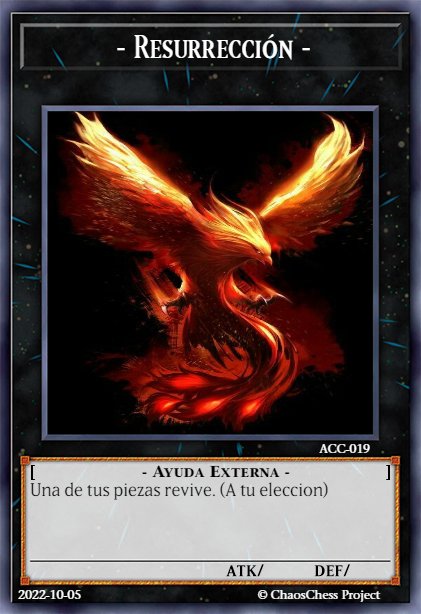 - Resurrección -
ACC-019
[ - Ayuda Externa - ]
Una de tus piezas revive. (A tu eleccion)
ATK/ DEF/
2022-10-05 © ChaosChess Project